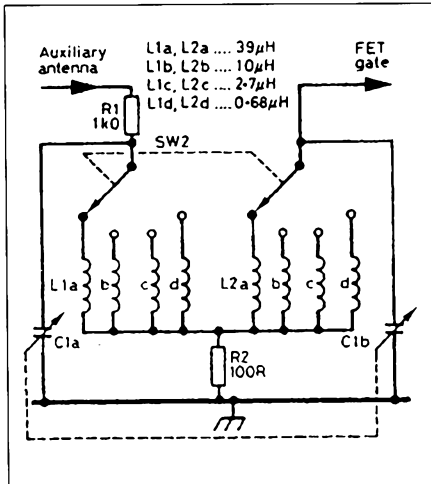 Auxiliary
antenna
L1a, L2a .... 39µH
L1b, L2b .... 10µH
L1c, L2c .... 2·7µH
L1d, L2d .... 0·68µH
FET
gate
R1
1k0
SW2
L1a
b
c
d
L2a
b
c
d
C1a
R2
100R
C1b